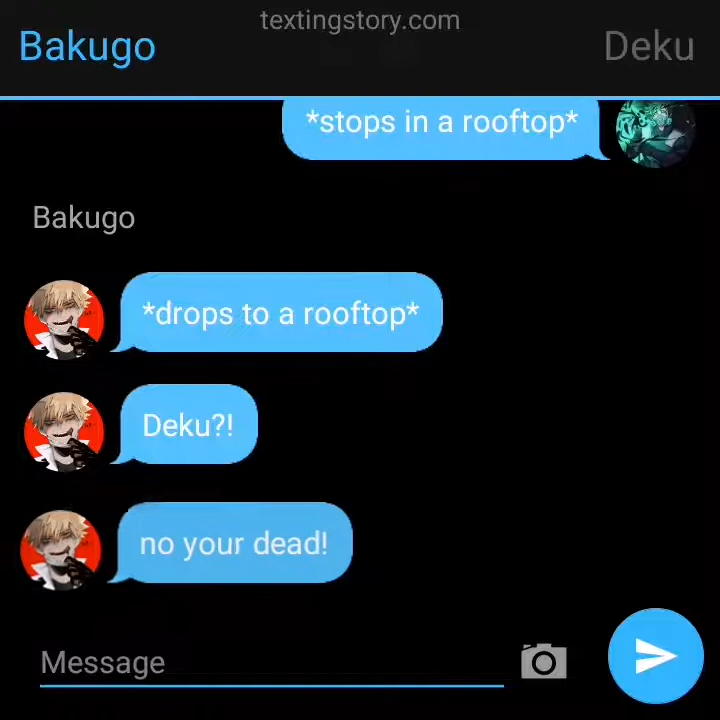 textingstory.com
Bakugo
Deku
*stops in a rooftop*
Bakugo
*drops to a rooftop*
Deku?!
no your dead!
Message